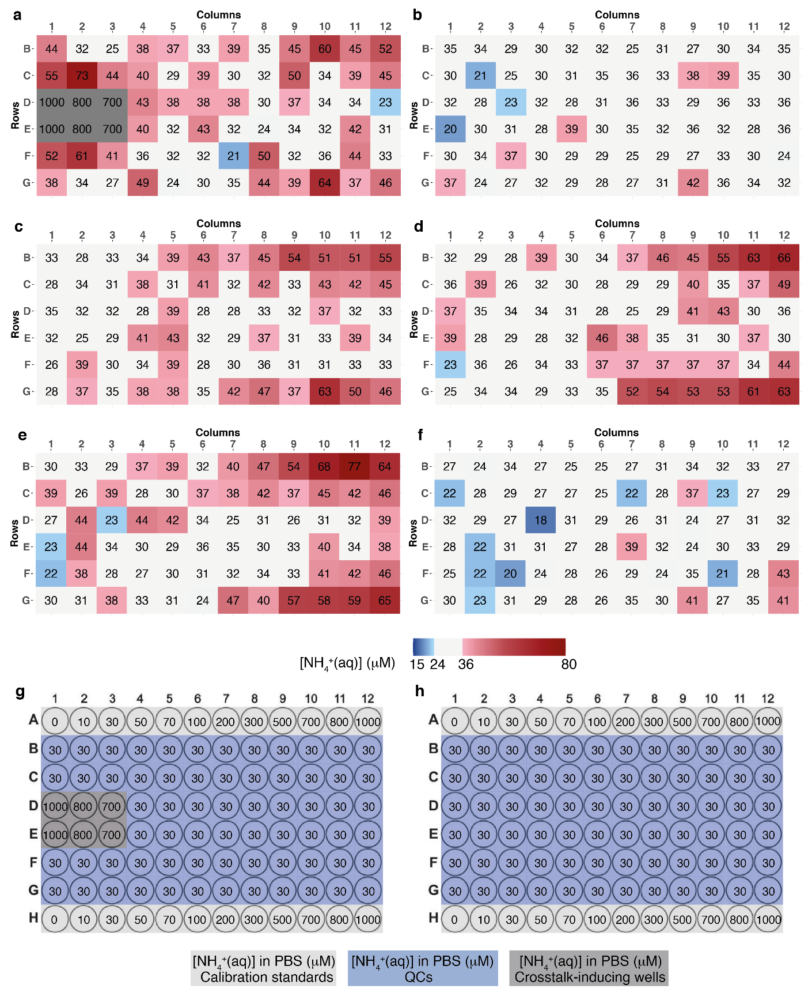 a
Columns
1 2 3 4 5 6 7 8 9 10 11 12
Rows
B 44 32 25 38 37 33 39 35 45 60 45 52
C 55 73 44 40 29 39 30 32 50 34 39 45
D 1000 800 700 43 38 38 38 30 37 34 34 23
E 1000 800 700 40 32 43 32 24 34 32 42 31
F 52 61 41 36 32 32 21 50 32 36 44 33
G 38 34 27 49 24 30 35 44 39 64 37 46
b
Columns
1 2 3 4 5 6 7 8 9 10 11 12
Rows
B 35 34 29 30 32 32 25 31 27 30 34 35
C 30 21 25 30 31 35 36 33 38 39 35 30
D 32 28 23 32 28 31 36 33 29 36 33 36
E 20 30 31 28 39 30 35 32 36 32 28 36
F 30 34 37 30 29 29 25 29 27 33 30 24
G 37 24 27 32 29 28 27 31 42 36 34 32
c
Columns
1 2 3 4 5 6 7 8 9 10 11 12
Rows
B 33 28 33 34 39 43 37 45 54 51 51 55
C 28 34 31 38 31 41 32 42 33 43 42 45
D 35 32 32 28 39 28 28 33 32 37 32 33
E 32 25 29 41 43 32 29 37 31 33 39 34
F 26 39 30 34 39 28 30 36 31 31 33 33
G 28 37 35 38 38 35 42 47 37 63 50 46
d
Columns
1 2 3 4 5 6 7 8 9 10 11 12
Rows
B 32 29 28 39 30 34 37 46 45 55 63 66
C 36 39 26 32 30 28 29 29 40 35 37 49
D 37 35 34 34 31 28 25 29 41 43 30 36
E 39 28 29 28 32 46 38 35 31 30 37 30
F 23 36 26 34 33 37 37 37 37 37 34 44
G 25 34 34 29 33 35 52 54 53 53 61 63
e
Columns
1 2 3 4 5 6 7 8 9 10 11 12
Rows
B 30 33 29 37 39 32 40 47 54 68 77 64
C 39 26 39 28 30 37 38 42 37 45 42 46
D 27 44 23 44 42 34 25 31 26 31 32 39
E 23 44 34 30 29 36 35 30 33 40 34 38
F 22 38 28 27 30 31 32 34 33 41 42 46
G 30 31 38 33 31 24 47 40 57 58 59 65
f
Columns
1 2 3 4 5 6 7 8 9 10 11 12
Rows
B 27 24 34 27 25 25 27 31 34 32 33 27
C 22 28 29 27 27 25 22 28 37 23 27 29
D 32 29 27 18 31 29 26 31 24 27 31 32
E 28 22 31 31 27 28 39 32 24 30 33 29
F 25 22 20 24 28 26 29 24 35 21 28 43
G 30 23 31 29 28 26 35 30 41 27 35 41
[NH₄⁺(aq)] (μM)
15 24 36 80
g
1 2 3 4 5 6 7 8 9 10 11 12
A 0 10 30 50 70 100 200 300 500 700 800 1000
B 30 30 30 30 30 30 30 30 30 30 30 30
C 30 30 30 30 30 30 30 30 30 30 30 30
D 1000 800 700 30 30 30 30 30 30 30 30 30
E 1000 800 700 30 30 30 30 30 30 30 30 30
F 30 30 30 30 30 30 30 30 30 30 30 30
G 30 30 30 30 30 30 30 30 30 30 30 30
H 0 10 30 50 70 100 200 300 500 700 800 1000
h
1 2 3 4 5 6 7 8 9 10 11 12
A 0 10 30 50 70 100 200 300 500 700 800 1000
B 30 30 30 30 30 30 30 30 30 30 30 30
C 30 30 30 30 30 30 30 30 30 30 30 30
D 30 30 30 30 30 30 30 30 30 30 30 30
E 30 30 30 30 30 30 30 30 30 30 30 30
F 30 30 30 30 30 30 30 30 30 30 30 30
G 30 30 30 30 30 30 30 30 30 30 30 30
H 0 10 30 50 70 100 200 300 500 700 800 1000
[NH₄⁺(aq)] in PBS (μM)
Calibration standards
[NH₄⁺(aq)] in PBS (μM)
QCs
[NH₄⁺(aq)] in PBS (μM)
Crosstalk-inducing wells